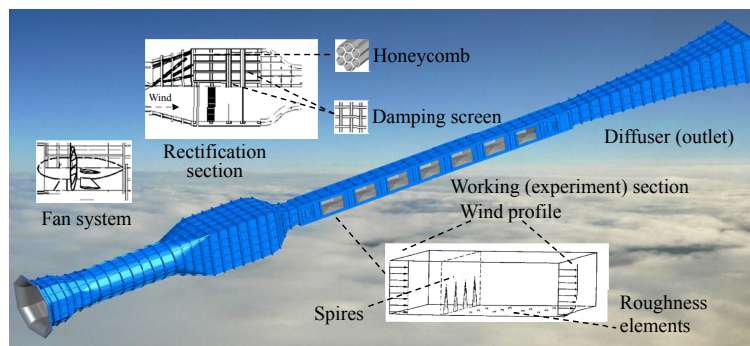 Honeycomb
Wind
Damping screen
Rectification
section
Diffuser (outlet)
Working (experiment) section
Wind profile
Fan system
Spires
Roughness
elements